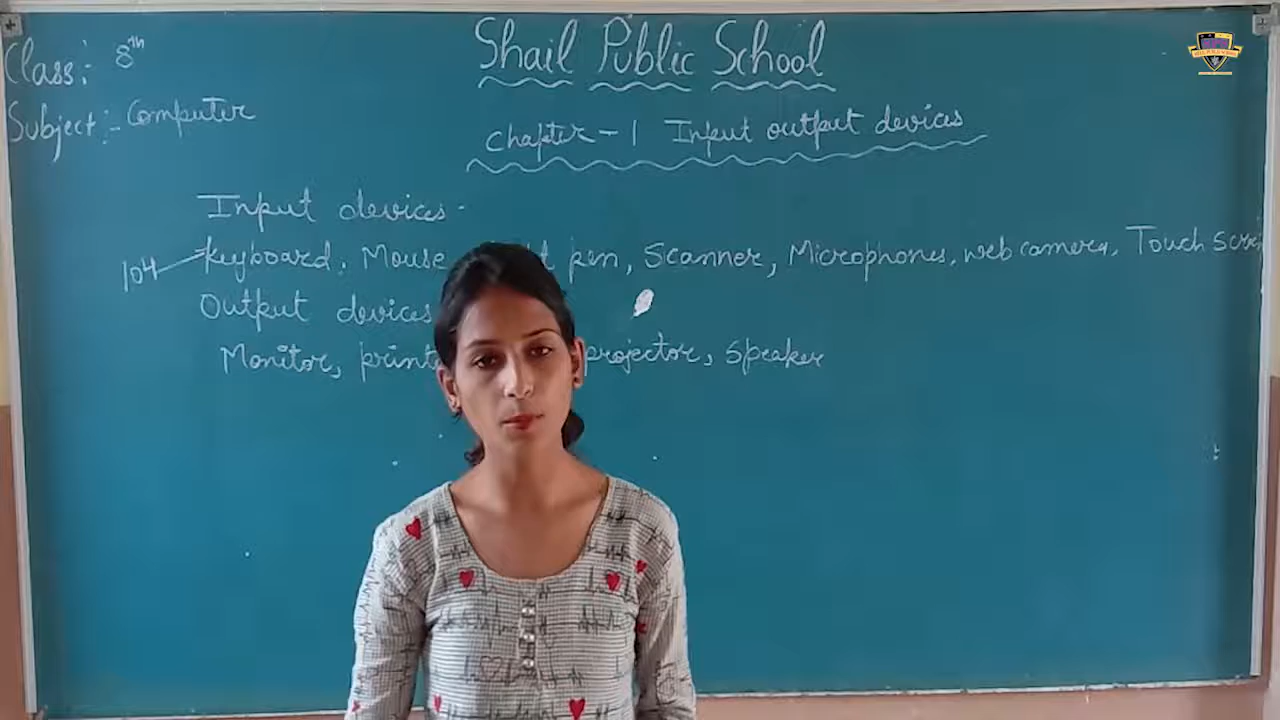 Class: 8th
Shail Public School
Subject:- Computer
Chapter - 1 Input output devices
Input devices -
104 keyboard, Mouse pen, Scanner, Microphones, web camera, Touch
Output devices
Monitor, projector, Speaker